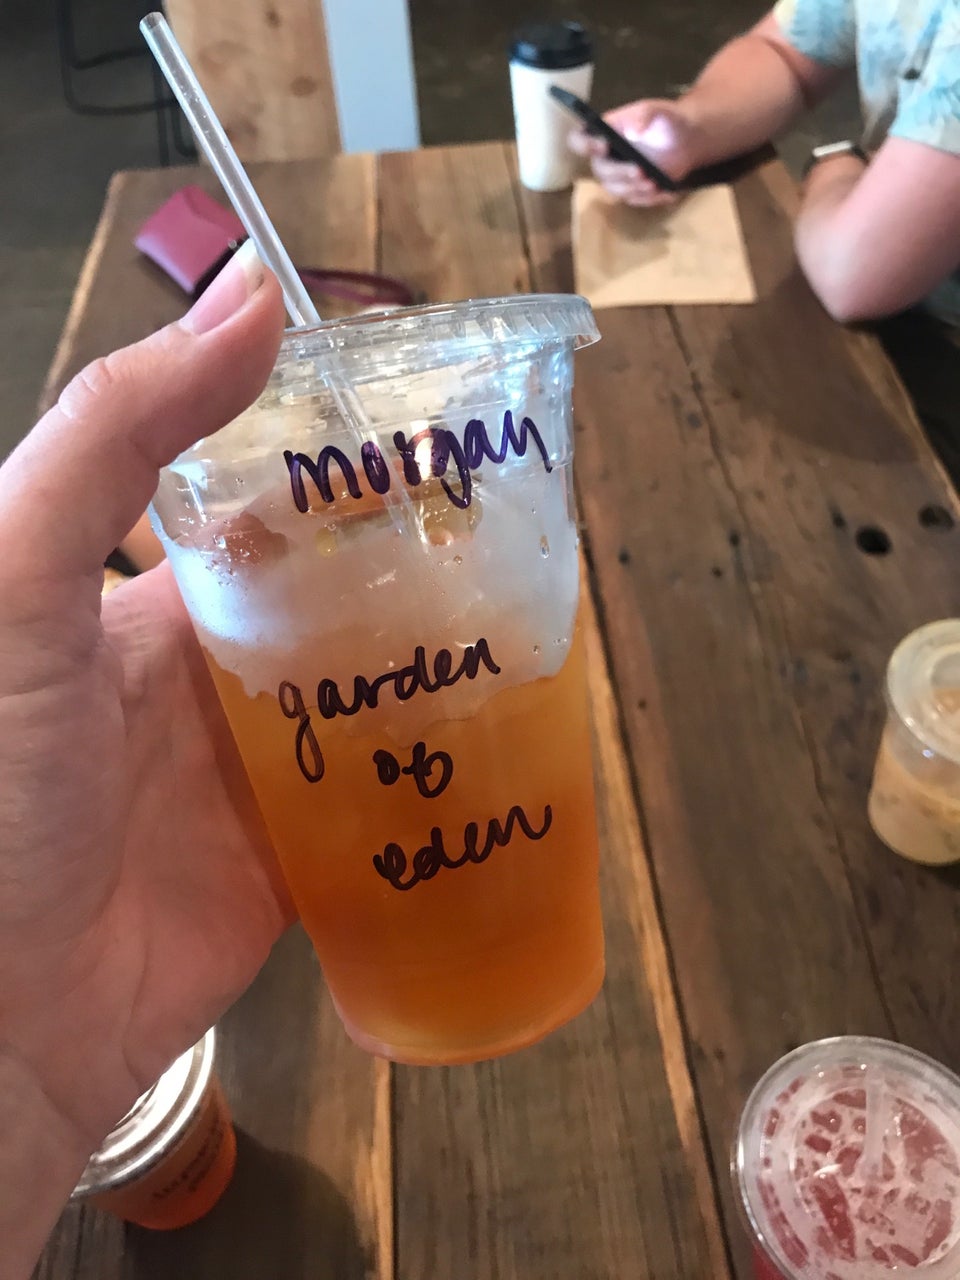 morgan
garden
of
eden